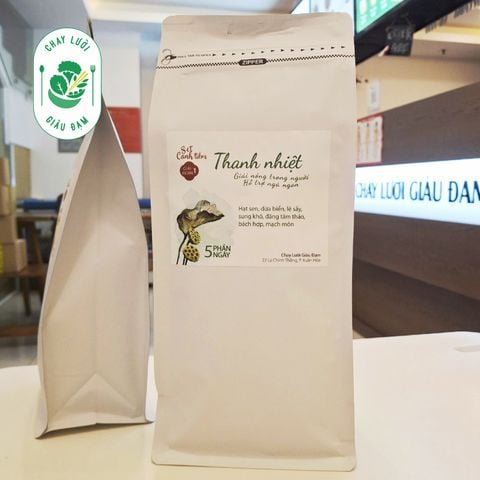 CHAY LƯỜI
GIÀU ĐẠM
ZIPPER
Set
Canh tiềm
Thanh nhiệt
Giải nóng trong người
Hỗ trợ ngủ ngon
Hạt sen, dứa biển, lê sấy,
sung khô, đăng tâm thảo,
bách hợp, mạch môn
5 PHẦN
NGÀY
Chay Lười Giàu Đạm
CHAY LƯỜI GIÀU ĐẠM